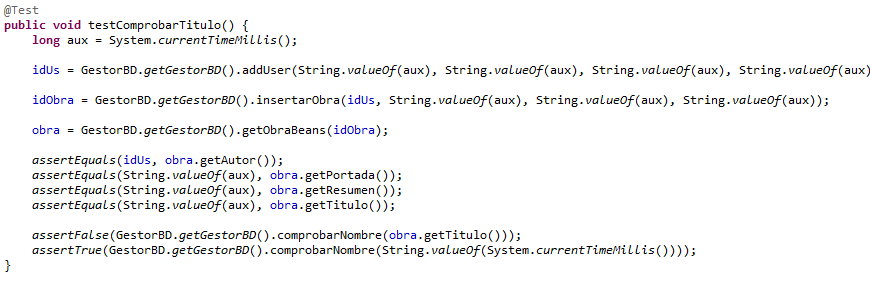 @Test
public void testComprobarTitulo() {
long aux = System.currentTimeMillis();
idUs = GestorBD.getGestorBD().addUser(String.valueOf(aux), String.valueOf(aux), String.valueOf(aux), String.valueOf(aux)
idObra = GestorBD.getGestorBD().insertarObra(idUs, String.valueOf(aux), String.valueOf(aux), String.valueOf(aux));
obra = GestorBD.getGestorBD().getObraBeans(idObra);
assertEquals(idUs, obra.getAutor());
assertEquals(String.valueOf(aux), obra.getPortada());
assertEquals(String.valueOf(aux), obra.getResumen());
assertEquals(String.valueOf(aux), obra.getTitulo());
assertFalse(GestorBD.getGestorBD().comprobarNombre(obra.getTitulo()));
assertTrue(GestorBD.getGestorBD().comprobarNombre(String.valueOf(System.currentTimeMillis())));
}